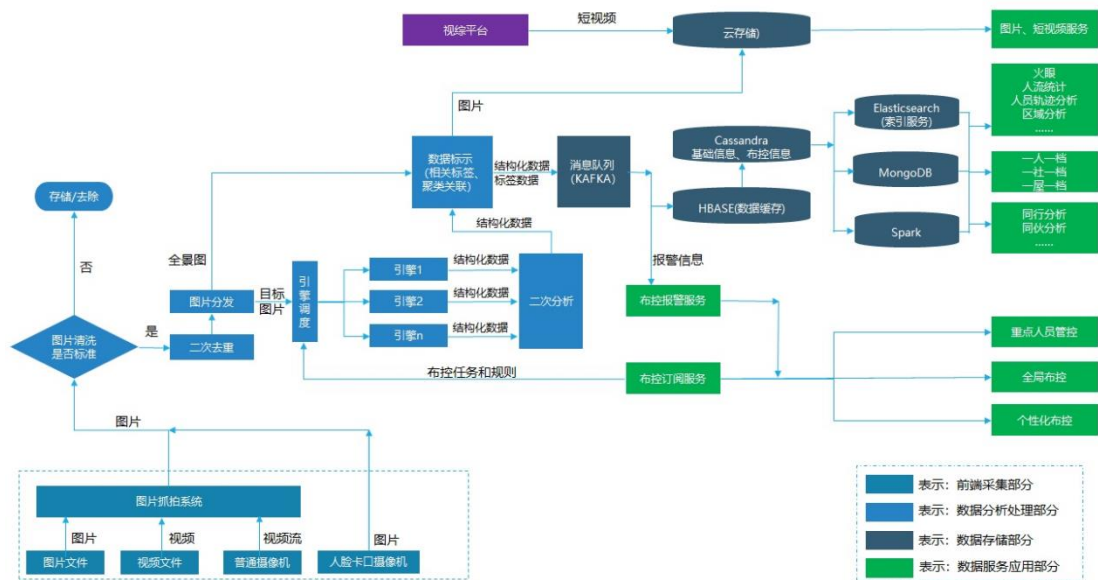 视综平台
短视频
云存储)
图片、短视频服务
图片
火眼
人流统计
人员轨迹分析
区域分析
......
Elasticsearch
(索引服务)
Cassandra
基础信息、布控信息
数据标示
(相关标签、
聚类关联)
结构化数据
标签数据
消息队列
(KAFKA)
MongoDB
一人一档
一社一档
一屋一档
存储/去除
HBASE(数据缓存)
Spark
同行分析
同伙分析
......
结构化数据
全景图
否
报警信息
引擎调度
引擎1
结构化数据
图片分发
目标
图片
引擎2
结构化数据
二次分析
布控报警服务
图片清洗
是否标准
是
二次去重
引擎n
结构化数据
重点人员管控
布控任务和规则
布控订阅服务
全局布控
图片
个性化布控
图片抓拍系统
图片
视频
视频流
图片
图片文件
视频文件
普通摄像机
人脸卡口摄像机
表示：前端采集部分
表示：数据分析处理部分
表示：数据存储部分
表示：数据服务应用部分